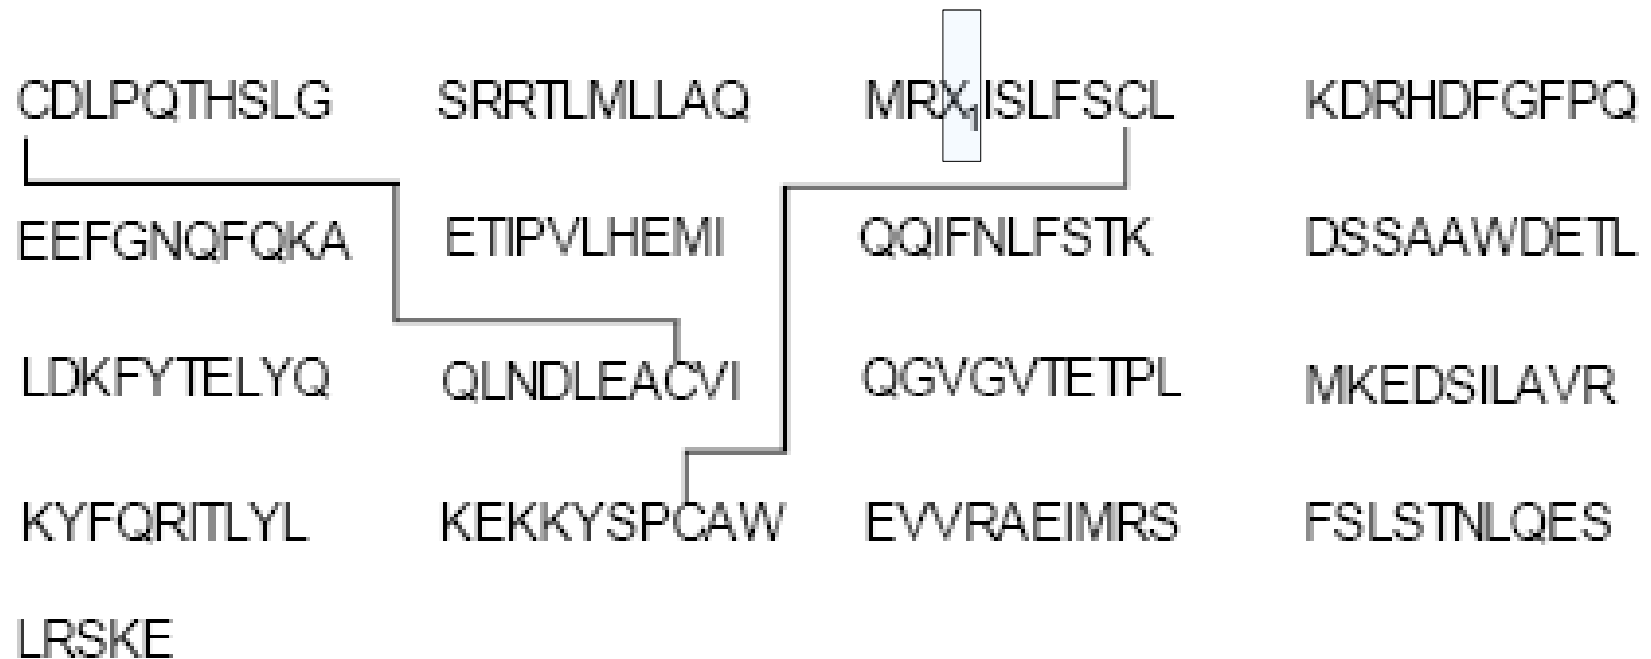 CDLPQTHSLG SRRTLMLLAQ MRX₁ISLFSCL KDRHDFGFPQ
EEFGNQFQKA ETIPVLHEMI QQIFNLFSTK DSSAAWDETL
LDKFYTELYQ QLNDLEACVI QGVGVTETPL MKEDSILAVR
KYFQRITLYL KEKKYSPCAW EVVRAEIMRS FSLSTNLQES
LRSKE